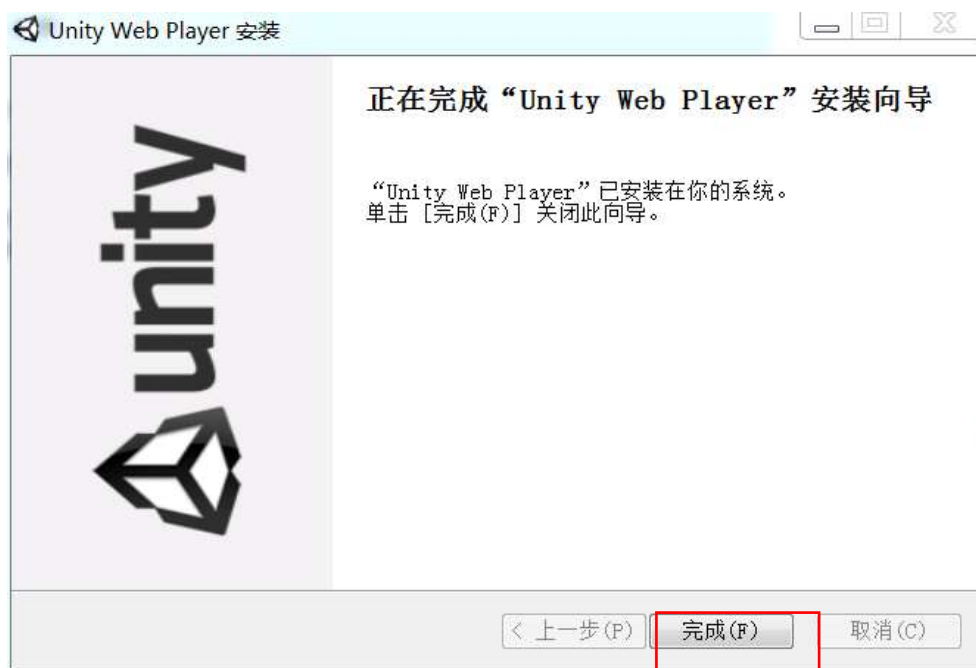 Unity Web Player 安装
正在完成“Unity Web Player”安装向导
“Unity Web Player”已安装在你的系统。
单击 [完成(F)] 关闭此向导。
unity
< 上一步(P)
完成(F)
取消(C)